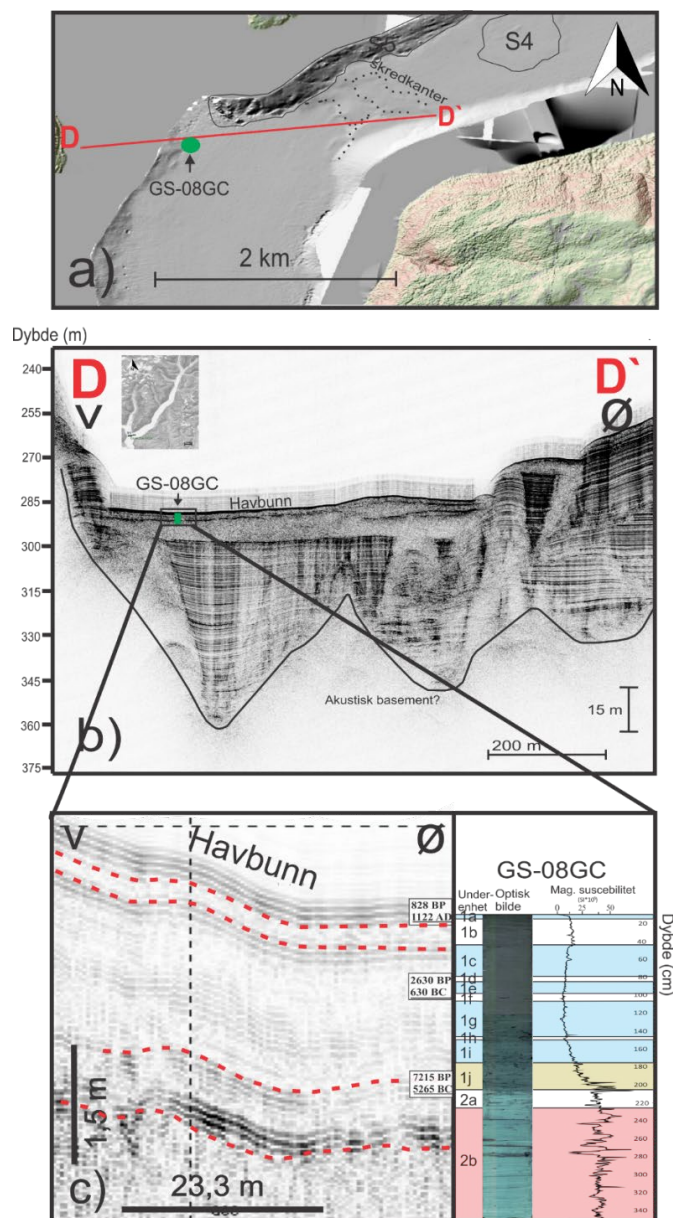 S5
S4
skredkanter
N
D
D`
GS-08GC
2 km
a)
Dybde (m)
D
V
D`
Ø
GS-08GC
Havbunn
240
255
270
285
300
315
330
345
360
375
Akustisk basement?
15 m
200 m
b)
V
Havbunn
Ø
828 BP
1122 AD
2630 BP
630 BC
7215 BP
5265 BC
1,5 m
23,3 m
c)
GS-08GC
Under-
enhet
Optisk
bilde
Mag. suscebilitet
0 25 50
Dybde (cm)
1a
1b
1c
1d
1e
1f
1g
1h
1i
1j
2a
2b
20
40
60
80
100
120
140
160
180
200
220
240
260
280
300
320
340